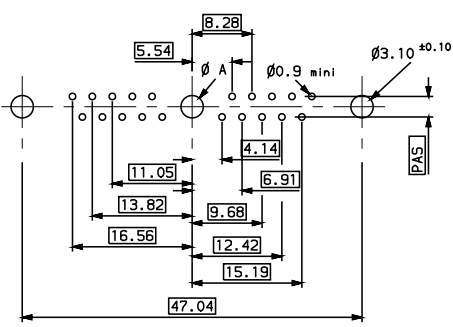 8.28
5.54
Ø A
Ø0.9 mini
Ø3.10 ±0.10
PAS
4.14
11.05
6.91
13.82
9.68
16.56
12.42
15.19
47.04